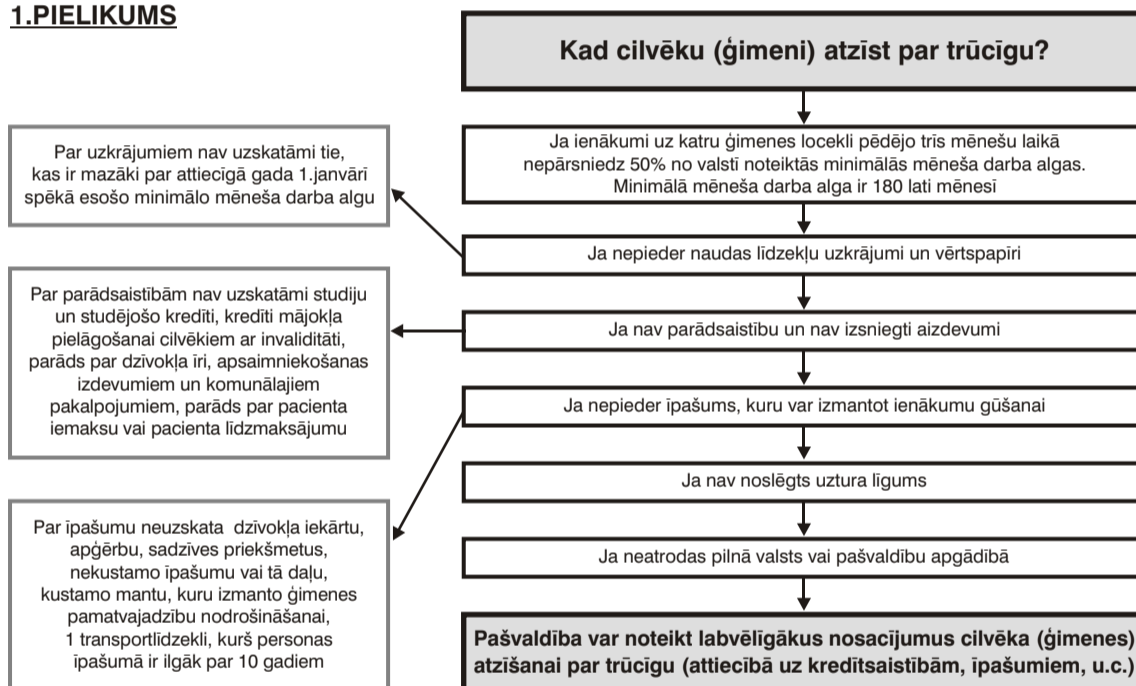 1.PIELIKUMS
Kad cilvēku (ģimeni) atzīst par trūcīgu?
Ja ienākumi uz katru ģimenes locekli pēdējo trīs mēnešu laikā
nepārsniedz 50% no valstī noteiktās minimālās mēneša darba algas.
Minimālā mēneša darba alga ir 180 lati mēnesī
Par uzkrājumiem nav uzskatāmi tie,
kas ir mazāki par attiecīgā gada 1.janvārī
spēkā esošo minimālo mēneša darba algu
Ja nepieder naudas līdzekļu uzkrājumi un vērtspapīri
Par parādsaistībām nav uzskatāmi studiju
un studējošo kredīti, kredīti mājokļa
pielāgošanai cilvēkiem ar invaliditāti,
parāds par dzīvokļa īri, apsaimniekošanas
izdevumiem un komunālajiem
pakalpojumiem, parāds par pacienta
iemaksu vai pacienta līdzmaksājumu
Ja nav parādsaistību un nav izsniegti aizdevumi
Ja nepieder īpašums, kuru var izmantot ienākumu gūšanai
Par īpašumu neuzskata dzīvokļa iekārtu,
apģērbu, sadzīves priekšmetus,
nekustamo īpašumu vai tā daļu,
kustamo mantu, kuru izmanto ģimenes
pamatvajadzību nodrošināšanai,
1 transportlīdzekli, kurš personas
īpašumā ir ilgāk par 10 gadiem
Ja nav noslēgts uztura līgums
Ja neatrodas pilnā valsts vai pašvaldību apgādībā
Pašvaldība var noteikt labvēlīgākus nosacījumus cilvēka (ģimenes)
atzīšanai par trūcīgu (attiecībā uz kredītsaistībām, īpašumiem, u.c.)